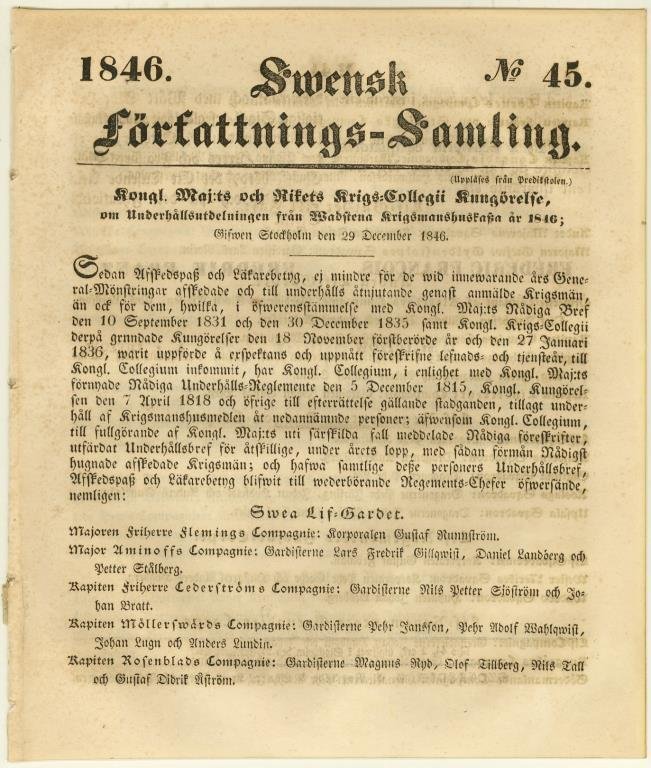 1846. Swensk № 45.
Författnings-Samling.
(Uppläses från Predikstolen.)
Kongl. Maj:ts och Rikets Krigs-Collegii Kungörelse,
om Underhållsutdelningen från Wadstena Krigsmanshuskaßa år 1846;
Gifwen Stockholm den 29 December 1846.
Sedan Afskedspaß och Läkarebetyg, ej mindre för de wid innewarande års Gene-
ral-Mönstringar afskedade och till underhålls åtnjutande genast anmälde Krigsmän,
än ock för dem, hwilka, i öfwerensstämmelse med Kongl. Maj:ts Nådiga Bref
den 10 September 1831 och den 30 December 1835 samt Kongl. Krigs-Collegii
derpå grundade Kungörelser den 18 November förstberörde år och den 27 Januari
1836, warit uppförde å exspektans och uppnått föreskrifne lefnads- och tjensteår, till
Kongl. Collegium inkommit, har Kongl. Collegium, i enlighet med Kongl. Maj:ts
förnyade Nådiga Underhålls-Reglemente den 5 December 1815, Kongl. Kungörel-
sen den 7 April 1818 och öfrige till efterrättelse gällande stadganden, tillagt under-
håll af Krigsmanshusmedlen åt nedannämnde personer; äfwensom Kongl. Collegium,
till fullgörande af Kongl. Maj:ts uti särskilda fall meddelade Nådiga föreskrifter,
utfärdat Underhållsbref för åtskillige, under årets lopp, med sådan förmån Nådigst
hugnade afskedade Krigsmän; och hafwa samtlige deße personers Underhållsbref,
Afskedspaß och Läkarebetyg blifwit till wederbörande Regements-Chefer öfwersände,
nemligen:
Swea Lif-Gardet.
Majoren Friherre Flemings Compagnie: Korporalen Gustaf Runnström.
Major Aminoffs Compagnie: Gardisterne Lars Fredrik Gillqwist, Daniel Landberg och
Petter Stålberg.
Kapiten Friherre Cederströms Compagnie: Gardisterne Nils Petter Sjöström och Jo-
han Bratt.
Kapiten Möllerswärds Compagnie: Gardisterne Pehr Jansson, Pehr Adolf Wahlqwist,
Johan Lugn och Anders Lundin.
Kapiten Rosenblads Compagnie: Gardisterne Magnus Ryd, Olof Tillberg, Nils Tall
och Gustaf Didrik Åström.